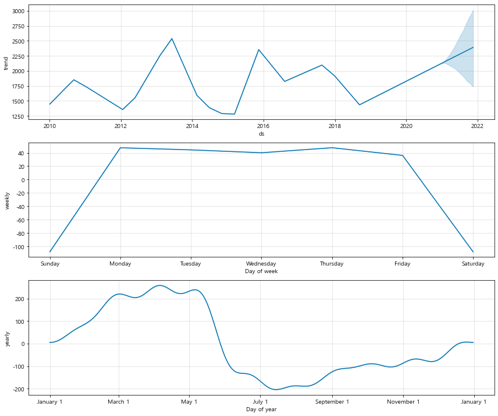 3000
2750
2500
2250
2000
1750
1500
1250
trend
2010 2012 2014 2016 2018 2020 2022
ds
40
20
0
-20
-40
-60
-80
-100
weekly
Sunday Monday Tuesday Wednesday Thursday Friday Saturday
Day of week
200
100
0
-100
-200
yearly
January 1 March 1 May 1 July 1 September 1 November 1 January 1
Day of year